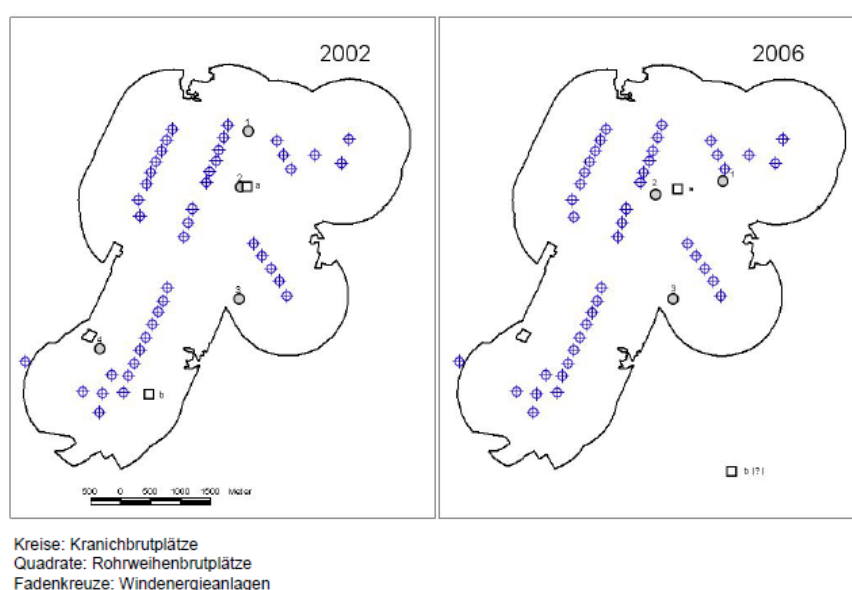 2002
1
2
a
3
4
b
500 0 500 1000 1500 Meter
2006
1
2
a
3
b (?)
Kreise: Kranichbrutplätze
Quadrate: Rohrweihenbrutplätze
Fadenkreuze: Windenergieanlagen